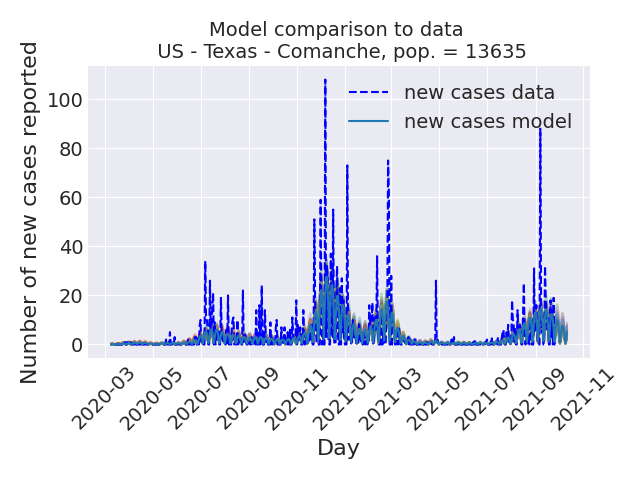 Model comparison to data
US - Texas - Comanche, pop. = 13635
Number of new cases reported
100
80
60
40
20
0
new cases data
new cases model
2020-03
2020-05
2020-07
2020-09
2020-11
2021-01
2021-03
2021-05
2021-07
2021-09
2021-11
Day